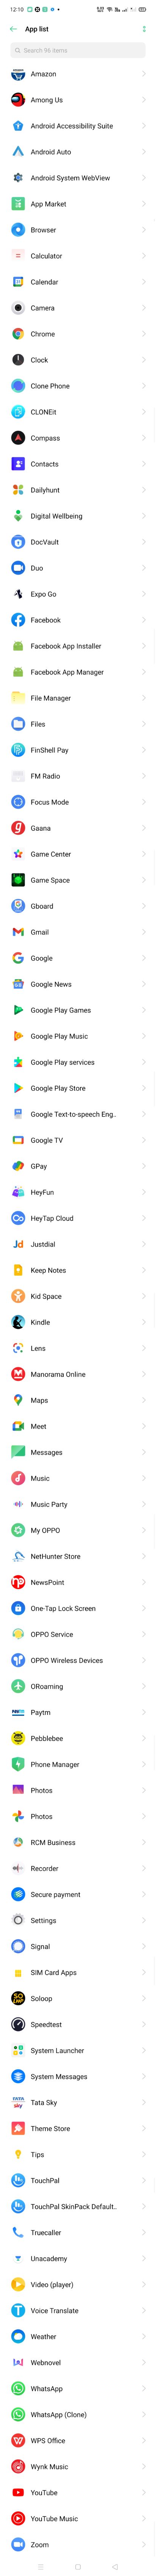 12:10
App list
Search 96 items
Amazon
Among Us
Android Accessibility Suite
Android Auto
Android System WebView
App Market
Browser
Calculator
Calendar
Camera
Chrome
Clock
Clone Phone
CLONEit
Compass
Contacts
Dailyhunt
Digital Wellbeing
DocVault
Duo
Expo Go
Facebook
Facebook App Installer
Facebook App Manager
File Manager
Files
FinShell Pay
FM Radio
Focus Mode
Gaana
Game Center
Game Space
Gboard
Gmail
Google
Google News
Google Play Games
Google Play Music
Google Play services
Google Play Store
Google Text-to-speech Eng..
Google TV
GPay
HeyFun
HeyTap Cloud
Justdial
Keep Notes
Kid Space
Kindle
Lens
Manorama Online
Maps
Meet
Messages
Music
Music Party
My OPPO
NetHunter Store
NewsPoint
One-Tap Lock Screen
OPPO Service
OPPO Wireless Devices
ORoaming
Paytm
Pebblebee
Phone Manager
Photos
Photos
RCM Business
Recorder
Secure payment
Settings
Signal
SIM Card Apps
Soloop
Speedtest
System Launcher
System Messages
Tata Sky
Theme Store
Tips
TouchPal
TouchPal SkinPack Default..
Truecaller
Unacademy
Video (player)
Voice Translate
Weather
Webnovel
WhatsApp
WhatsApp (Clone)
WPS Office
Wynk Music
YouTube
YouTube Music
Zoom